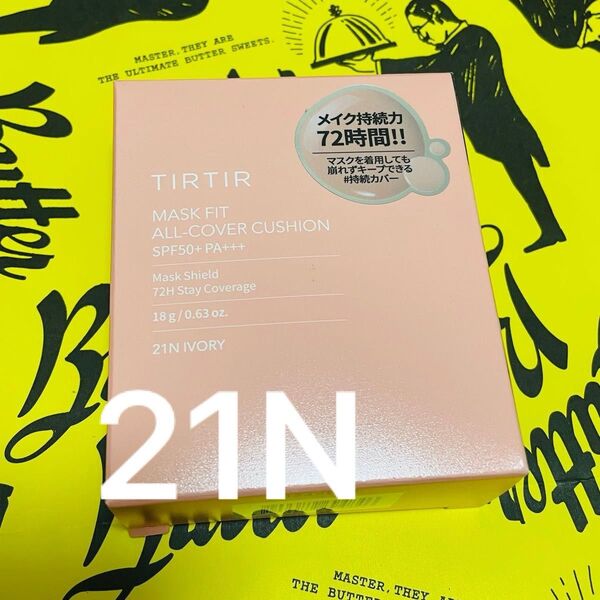 MASTER, THEY ARE
THE ULTIMATE BUTTER SWEETS.
Butter
メイク持続力
72時間!!
マスクを着用しても
崩れずキープできる
#持続カバー
TIRTIR
MASK FIT
ALL-COVER CUSHION
SPF50+ PA+++
Mask Shield
72H Stay Coverage
18 g / 0.63 oz.
21N IVORY
21N
Butter
MASTER, THEY ARE
THE BUTTER